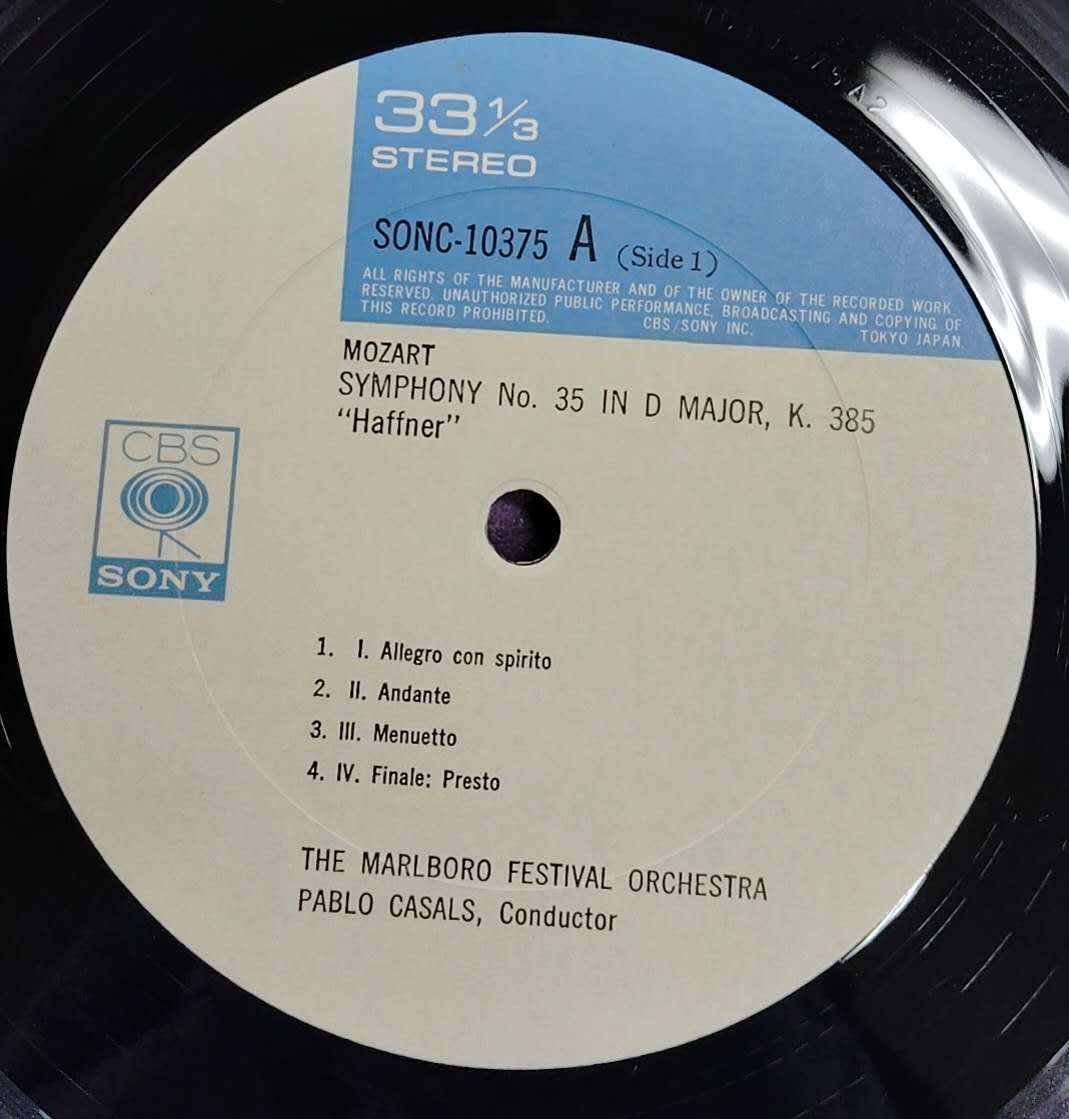 33 1/3
STEREO
SONC-10375 A (Side 1)
ALL RIGHTS OF THE MANUFACTURER AND OF THE OWNER OF THE RECORDED WORK
RESERVED. UNAUTHORIZED PUBLIC PERFORMANCE, BROADCASTING AND COPYING OF
THIS RECORD PROHIBITED. CBS/SONY INC. TOKYO JAPAN.
MOZART
SYMPHONY No. 35 IN D MAJOR, K. 385
“Haffner”
CBS
SONY
1. I. Allegro con spirito
2. II. Andante
3. III. Menuetto
4. IV. Finale: Presto
THE MARLBORO FESTIVAL ORCHESTRA
PABLO CASALS, Conductor